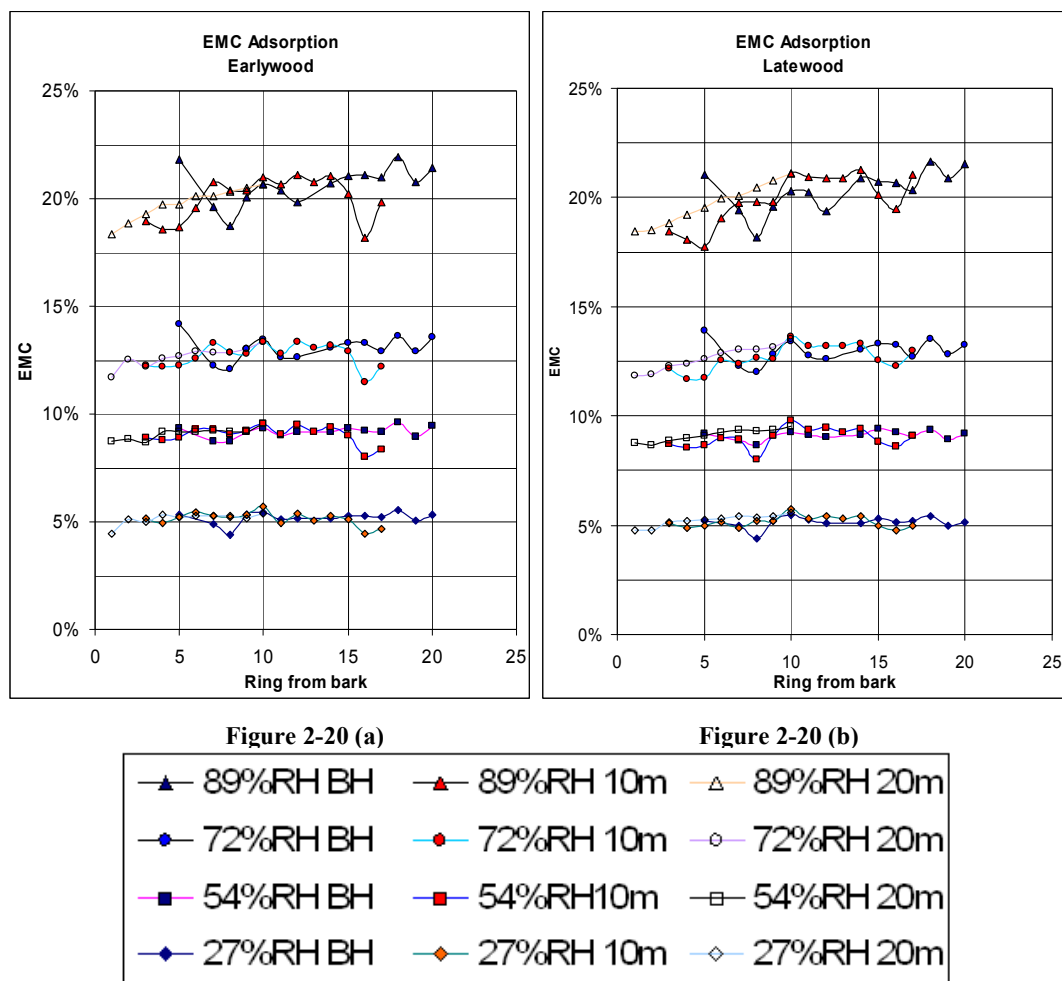 EMC Adsorption
Earlywood
25%
20%
15%
10%
5%
0%
EMC
0 5 10 15 20 25
Ring from bark
EMC Adsorption
Latewood
25%
20%
15%
10%
5%
0%
EMC
0 5 10 15 20 25
Ring from bark
Figure 2-20 (a)
Figure 2-20 (b)
89%RH BH 89%RH 10m 89%RH 20m
72%RH BH 72%RH 10m 72%RH 20m
54%RH BH 54%RH10m 54%RH 20m
27%RH BH 27%RH 10m 27%RH 20m